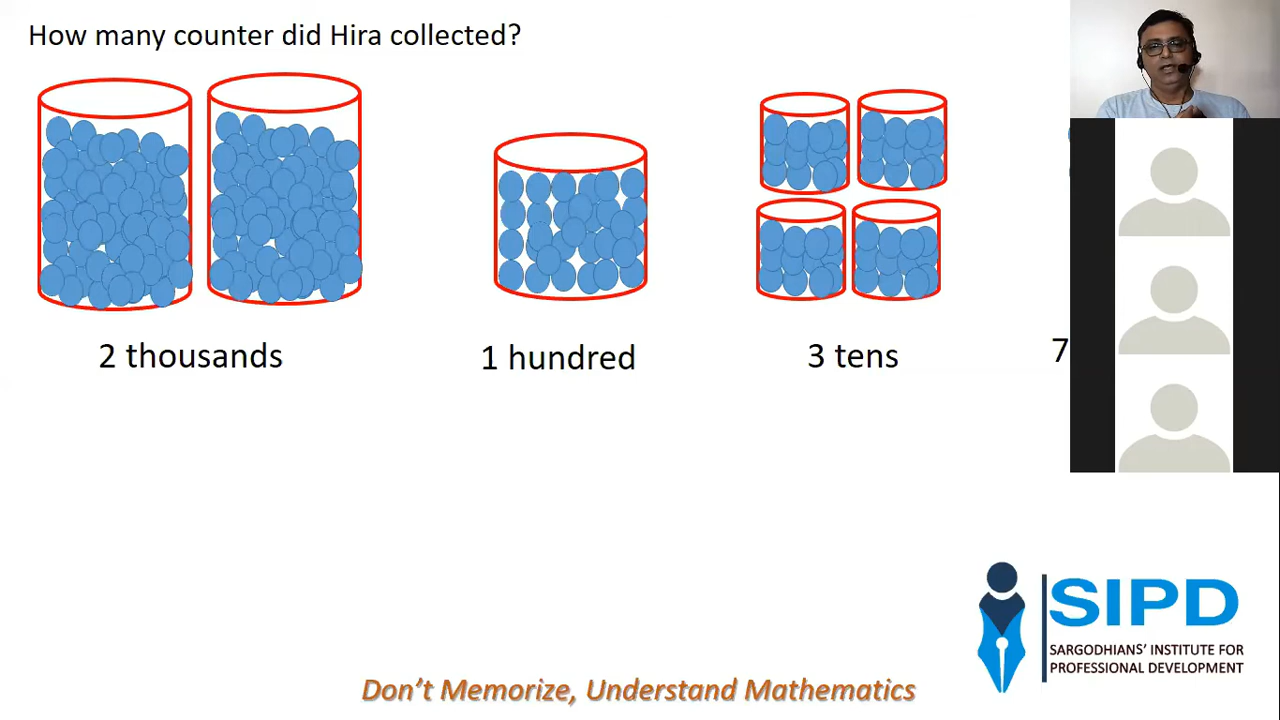 How many counter did Hira collected?
2 thousands
1 hundred
3 tens
7
SIPD
SARGODHIANS' INSTITUTE FOR
PROFESSIONAL DEVELOPMENT
Don't Memorize, Understand Mathematics